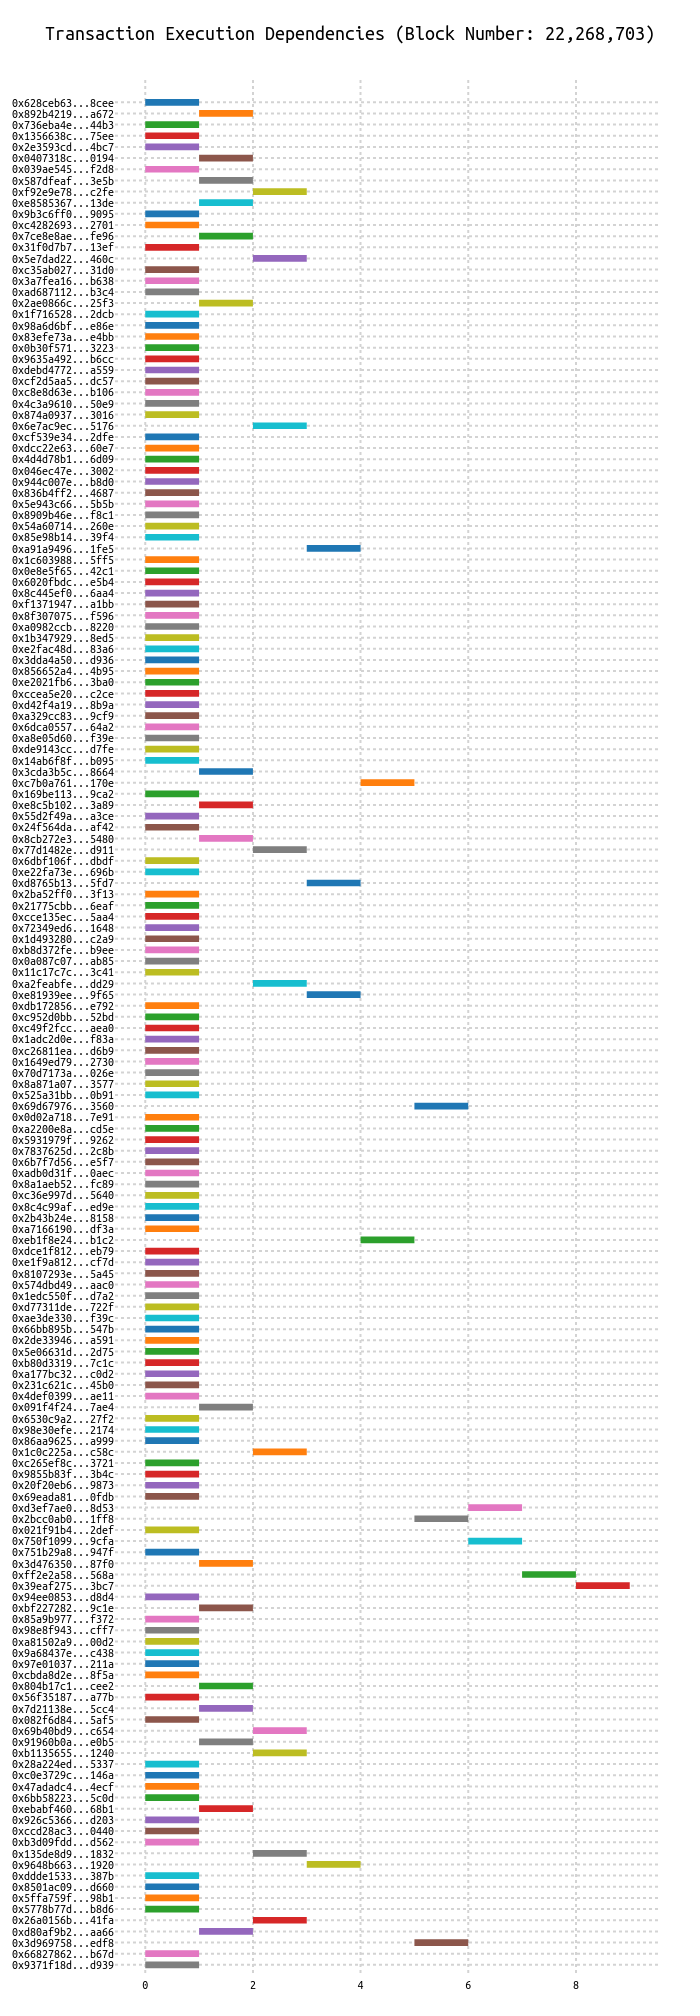 Transaction Execution Dependencies (Block Number: 22,268,703)
0x628ceb63...8cee
0x892b4219...a672
0x736eba4e...44b3
0x1356638c...75ee
0x2e3593cd...4bc7
0x0407318c...0194
0x039ae545...f2d8
0x587dfeaf...3e5b
0xf92e9e78...c2fe
0xe8585367...13de
0x9b3c6ff0...9095
0xc4282693...2701
0x7ce8e8ae...fe96
0x31f0d7b7...13ef
0x5e7dad22...460c
0xc35ab027...31d0
0x3a7fea16...b638
0xad687112...b3c4
0x2ae0866c...25f3
0x1f716528...2dcb
0x98a6d6bf...e86e
0x83efe73a...e4bb
0x0b30f571...3223
0x9635a492...b6cc
0xdebd4772...a559
0xcf2d5aa5...dc57
0xc8e8d63e...b106
0x4c3a9610...50e9
0x874a0937...3016
0x6e7ac9ec...5176
0xcf539e34...2dfe
0xdcc22e63...60e7
0x4d4d78b1...6d09
0x046ec47e...3002
0x944c007e...b8d0
0x836b4ff2...4687
0x5e943c66...5b5b
0x8909b46e...f8c1
0x54a60714...260e
0x85e98b14...39f4
0xa91a9496...1fe5
0x1c603988...5ff5
0x0e8e5f65...42c1
0x6020fbdc...e5b4
0x8c445ef0...6aa4
0xf1371947...a1bb
0x8f307075...f596
0xa0982ccb...8220
0x1b347929...8ed5
0xe2fac48d...83a6
0x3dda4a50...d936
0x856652a4...4b95
0xe2021fb6...3ba0
0xccea5e20...c2ce
0xd42f4a19...8b9a
0xa329cc83...9cf9
0x6dca0557...64a2
0xa8e05d60...f39e
0xde9143cc...d7fe
0x14ab6f8f...b095
0x3cda3b5c...8664
0xc7b0a761...170e
0x169be113...9ca2
0xe8c5b102...3a89
0x55d2f49a...a3ce
0x24f564da...af42
0x8cb272e3...5480
0x77d1482e...d911
0x6dbf106f...dbdf
0xe22fa73e...696b
0xd8765b13...5fd7
0x2ba52ff0...3f13
0x21775cbb...6eaf
0xcce135ec...5aa4
0x72349ed6...1648
0x1d493280...c2a9
0xb8d372fe...b9ee
0x0a087c07...ab85
0x11c17c7c...3c41
0xa2feabfe...dd29
0xe81939ee...9f65
0xdb172856...e792
0xc952d0bb...52bd
0xc49f2fcc...aea0
0x1adc2d0e...f83a
0xc26811ea...d6b9
0x1649ed79...2730
0x70d7173a...026e
0x8a871a07...3577
0x525a31bb...0b91
0x69d67976...3560
0x0d02a718...7e91
0xa2200e8a...cd5e
0x5931979f...9262
0x7837625d...2c8b
0x6b7f7d56...e5f7
0xadb0d31f...0aec
0x8a1aeb52...fc89
0xc36e997d...5640
0x8c4c99af...ed9e
0x2b43b24e...8158
0xa7166190...df3a
0xeb1f8e24...b1c2
0xdce1f812...eb79
0xe1f9a812...cf7d
0x8107293e...5a45
0x574dbd49...aac0
0x1edc550f...d7a2
0xd77311de...722f
0xae3de330...f39c
0x66bb895b...547b
0x2de33946...a591
0x5e06631d...2d75
0xb80d3319...7c1c
0xa177bc32...c0d2
0x231c621c...45b0
0x4def0399...ae11
0x091f4f24...7ae4
0x6530c9a2...27f2
0x98e30efe...2174
0x86aa9625...a999
0x1c0c225a...c58c
0xc265ef8c...3721
0x9855b83f...3b4c
0x20f20eb6...9873
0x69eada81...0fdb
0xd3ef7ae0...8d53
0x2bcc0ab0...1ff8
0x021f91b4...2def
0x750f1099...9cfa
0x751b29a8...947f
0x3d476350...87f0
0xff2e2a58...568a
0x39eaf275...3bc7
0x94ee0853...d8d4
0xbf227282...9c1e
0x85a9b977...f372
0x98e8f943...cff7
0xa81502a9...00d2
0x9a68437e...c438
0x97e01037...211a
0xcbda8d2e...8f5a
0x804b17c1...cee2
0x56f35187...a77b
0x7d21138e...5cc4
0x082f6d84...5af5
0x69b40bd9...c654
0x91960b0a...e0b5
0xb1135655...1240
0x28a224ed...5337
0xc0e3729c...146a
0x47adadc4...4ecf
0x6bb58223...5c0d
0xebabf460...68b1
0x926c5366...d203
0xccd28ac3...0440
0xb3d09fdd...d562
0x135de8d9...1832
0x9648b663...1920
0xddde1533...387b
0x8501ac09...d660
0x5ffa759f...98b1
0x5778b77d...b8d6
0x26a0156b...41fa
0xd80af9b2...aa66
0x3d969758...edf8
0x66827862...b67d
0x9371f18d...d939
0 2 4 6 8